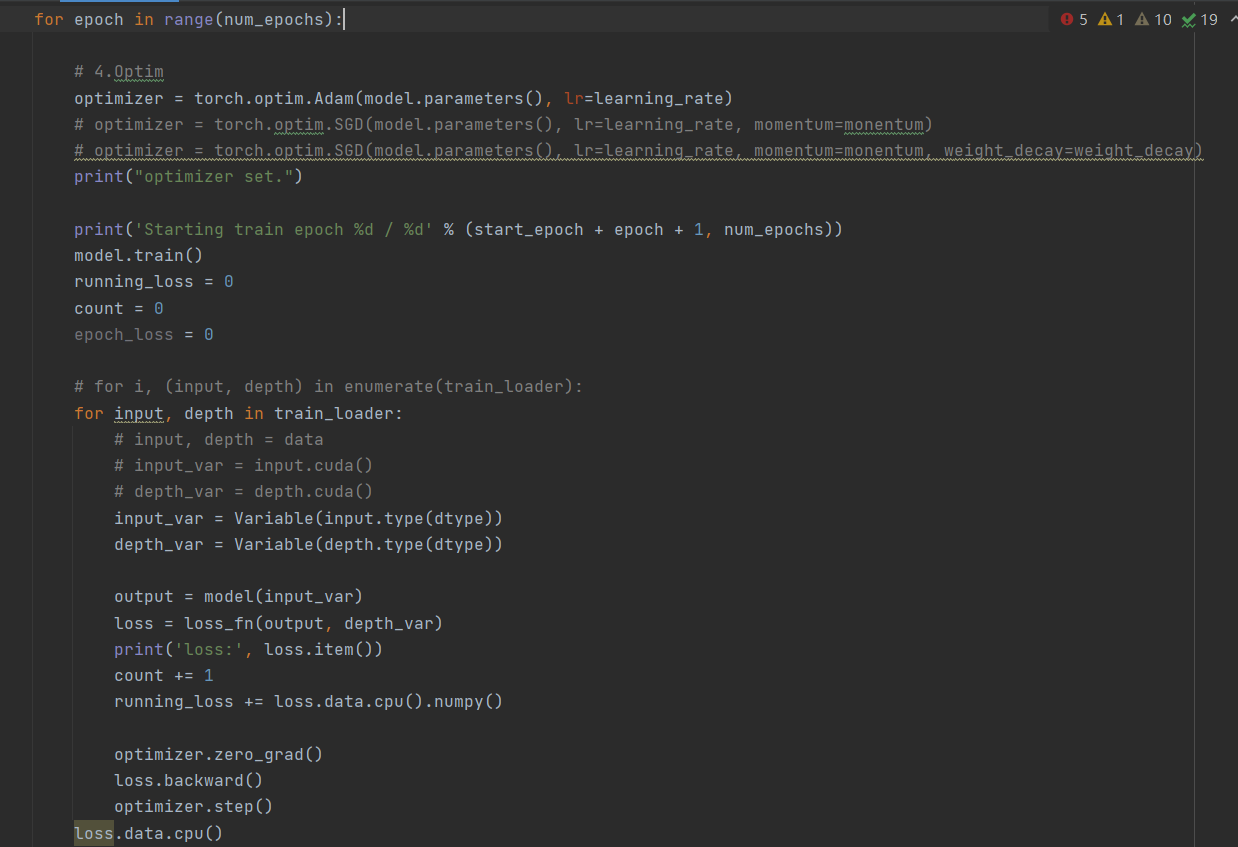 for epoch in range(num_epochs):
5 1 10 19
# 4.Optim
optimizer = torch.optim.Adam(model.parameters(), lr=learning_rate)
# optimizer = torch.optim.SGD(model.parameters(), lr=learning_rate, momentum=monentum)
# optimizer = torch.optim.SGD(model.parameters(), lr=learning_rate, momentum=monentum, weight_decay=weight_decay)
print("optimizer set.")
print('Starting train epoch %d / %d' % (start_epoch + epoch + 1, num_epochs))
model.train()
running_loss = 0
count = 0
epoch_loss = 0
# for i, (input, depth) in enumerate(train_loader):
for input, depth in train_loader:
# input, depth = data
# input_var = input.cuda()
# depth_var = depth.cuda()
input_var = Variable(input.type(dtype))
depth_var = Variable(depth.type(dtype))
output = model(input_var)
loss = loss_fn(output, depth_var)
print('loss:', loss.item())
count += 1
running_loss += loss.data.cpu().numpy()
optimizer.zero_grad()
loss.backward()
optimizer.step()
loss.data.cpu()